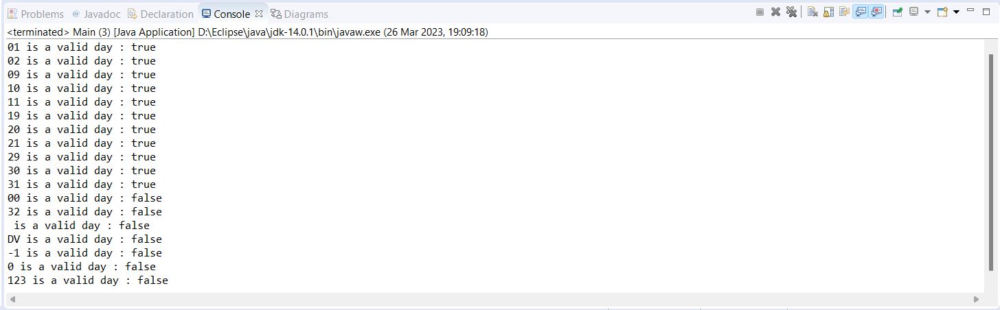 Problems @ Javadoc Declaration Console Diagrams
<terminated> Main (3) [Java Application] D:\Eclipse\java\jdk-14.0.1\bin\javaw.exe (26 Mar 2023, 19:09:18)
01 is a valid day : true
02 is a valid day : true
09 is a valid day : true
10 is a valid day : true
11 is a valid day : true
19 is a valid day : true
20 is a valid day : true
21 is a valid day : true
29 is a valid day : true
30 is a valid day : true
31 is a valid day : true
00 is a valid day : false
32 is a valid day : false
 is a valid day : false
DV is a valid day : false
-1 is a valid day : false
0 is a valid day : false
123 is a valid day : false